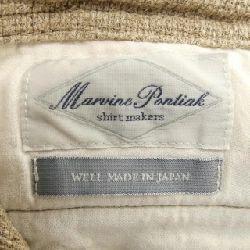 Marvine Pontiak
shirt makers
WELL MADE IN JAPAN